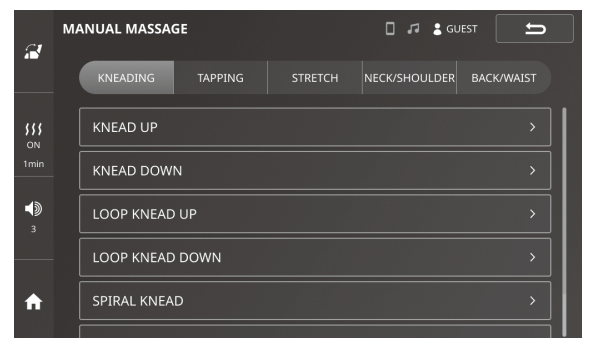 MANUAL MASSAGE
GUEST
KNEADING TAPPING STRETCH NECK/SHOULDER BACK/WAIST
ON
1min
3
KNEAD UP
KNEAD DOWN
LOOP KNEAD UP
LOOP KNEAD DOWN
SPIRAL KNEAD